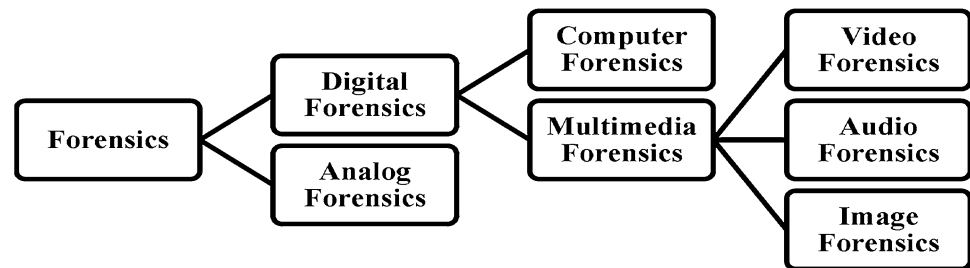 Forensics
Digital
Forensics
Analog
Forensics
Computer
Forensics
Multimedia
Forensics
Video
Forensics
Audio
Forensics
Image
Forensics